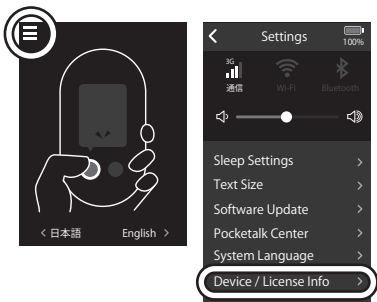 < 日本語 English >
< Settings 100%
3G
通信 Wi-Fi Bluetooth
Sleep Settings >
Text Size >
Software Update >
Pocketalk Center >
System Language >
Device / License Info >